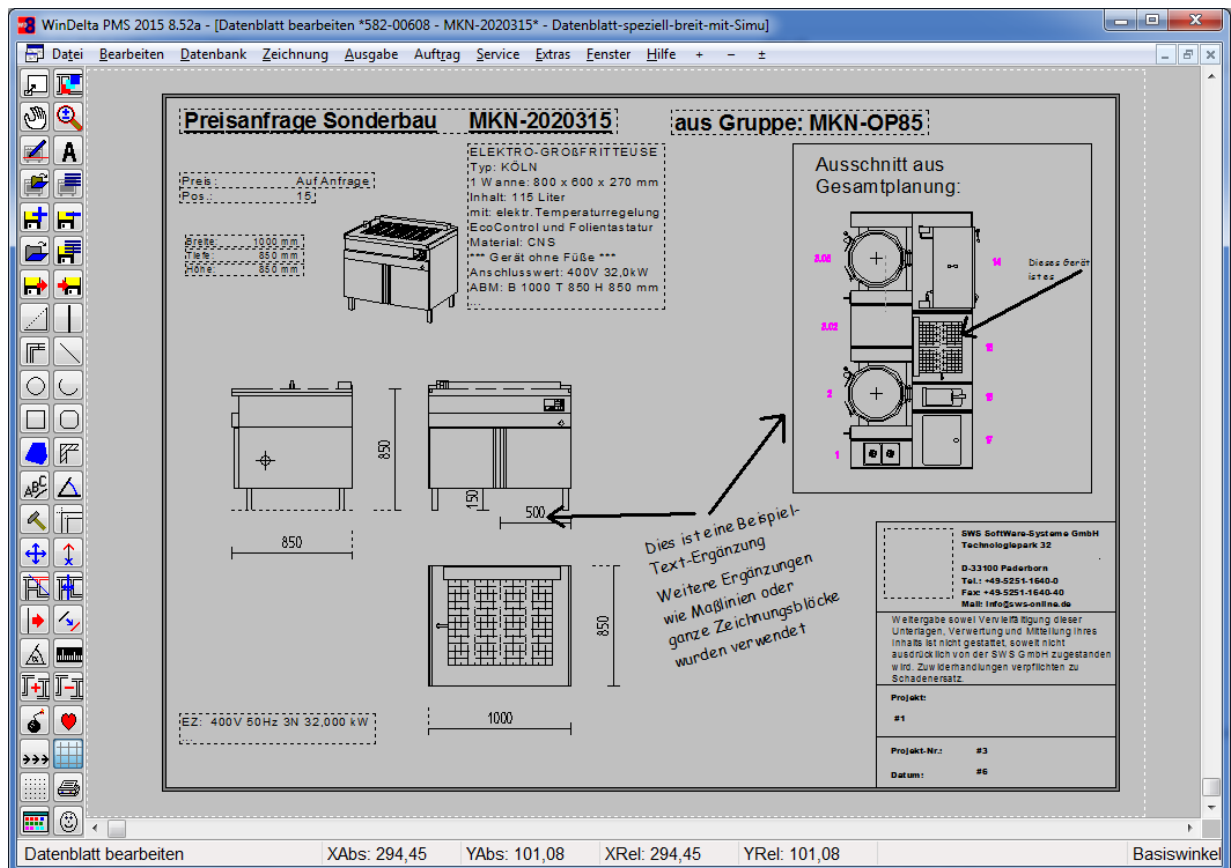 WinDelta PMS 2015 8.52a - [Datenblatt bearbeiten *582-00608 - MKN-2020315* - Datenblatt-speziell-breit-mit-Simu]
Datei Bearbeiten Datenbank Zeichnung Ausgabe Auftrag Service Extras Fenster Hilfe + - ±
Preisanfrage Sonderbau MKN-2020315 aus Gruppe: MKN-OP85
Preis: Auf Anfrage
Pos.: 15
Breite: 1000 mm
Tiefe: 850 mm
Höhe: 850 mm
ELEKTRO-GROßFRITTEUSE
Typ: KÖLN
1 Wanne: 800 x 600 x 270 mm
Inhalt: 115 Liter
mit: elektr.Temperaturregelung
EcoControl und Folientastatur
Material: CNS
*** Gerät ohne Füße ***
Anschlusswert: 400V 32,0kW
ABM: B 1000 T 850 H 850 mm
...
Ausschnitt aus
Gesamtplanung:
14
Dieses Gerät
ist es
2
17
1
850
150
500
850
850
1000
Dies ist eine Beispiel-
Text-Ergänzung
Weitere Ergänzungen
wie Maßlinien oder
ganze Zeichnungsblöcke
wurden verwendet
EZ: 400V 50Hz 3N 32,000 kW
...
SWS SoftWare-Systeme GmbH
Technologiepark 32
D-33100 Paderborn
Tel.: +49-5251-1640-0
Fax: +49-5251-1640-40
Mail: Info@sws-online.de
Weitergabe sowei Vervielfältigung dieser
Unterlagen, Verwertung und Mitteilung ihres
Inhalts ist nicht gestattet, soweit nicht
ausdrücklich von der SWS GmbH zugestanden
wird. Zuwiderhandlungen verpflichten zu
Schadenersatz.
Projekt:
#1
Projekt-Nr.: #3
Datum: #6
ABC
Datenblatt bearbeiten XAbs: 294,45 YAbs: 101,08 XRel: 294,45 YRel: 101,08 Basiswinkel